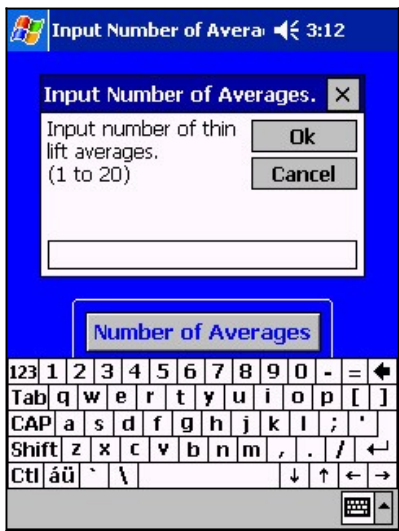 Input Number of Avera 3:12
Input Number of Averages.
Input number of thin
lift averages.
(1 to 20)
Ok
Cancel
Number of Averages
123 1 2 3 4 5 6 7 8 9 0 - =
Tab q w e r t y u i o p [ ]
CAP a s d f g h j k l ; '
Shift z x c v b n m , . /
Ctl áü ` \